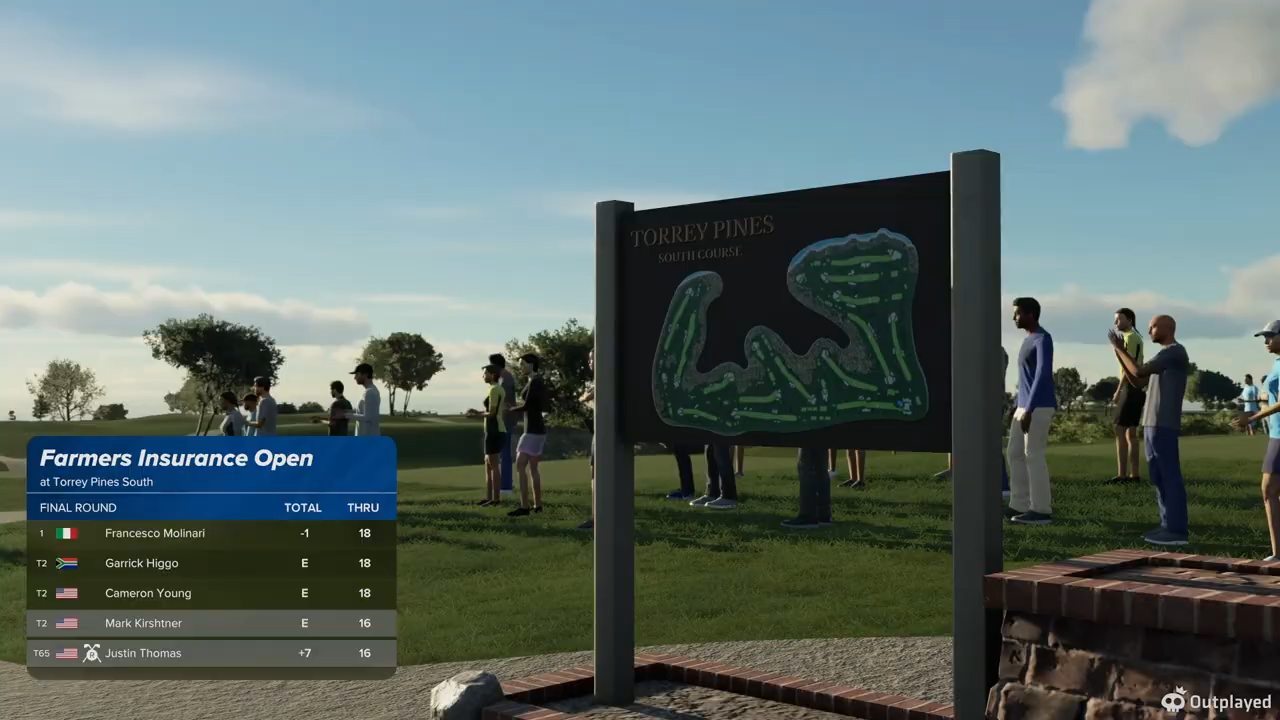 TORREY PINES
SOUTH COURSE
Farmers Insurance Open
at Torrey Pines South
FINAL ROUND TOTAL THRU
1 Francesco Molinari -1 18
T2 Garrick Higgo E 18
T2 Cameron Young E 18
T2 Mark Kirshtner E 16
T65 Justin Thomas +7 16
Outplayed